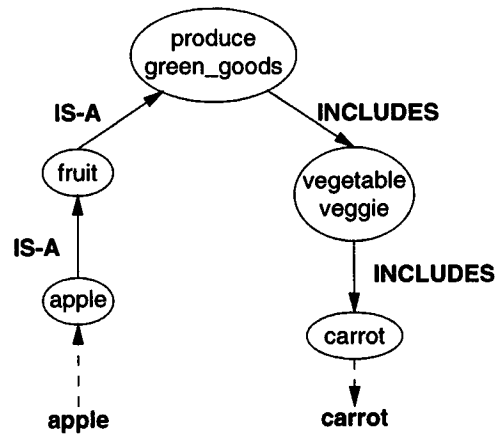 produce
green_goods
IS-A
INCLUDES
fruit
vegetable
veggie
IS-A
INCLUDES
apple
carrot
apple
carrot